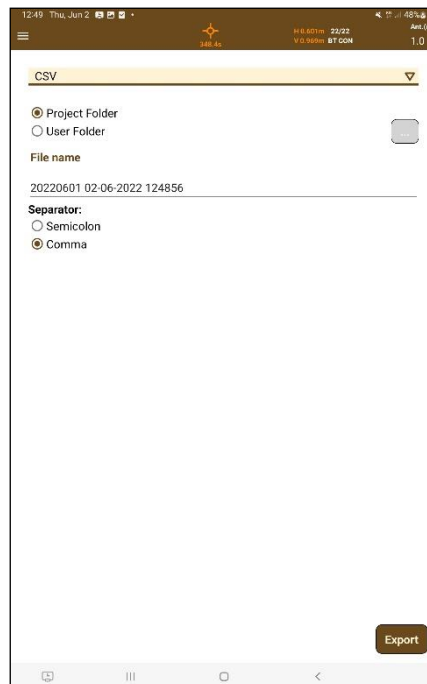 12:49 Thu, Jun 2
48%
348.4s
H 0.601m 22/22
V 0.969m BT CON
Ant.(
1.0
CSV
Project Folder
User Folder
...
File name
20220601 02-06-2022 124856
Separator:
Semicolon
Comma
Export